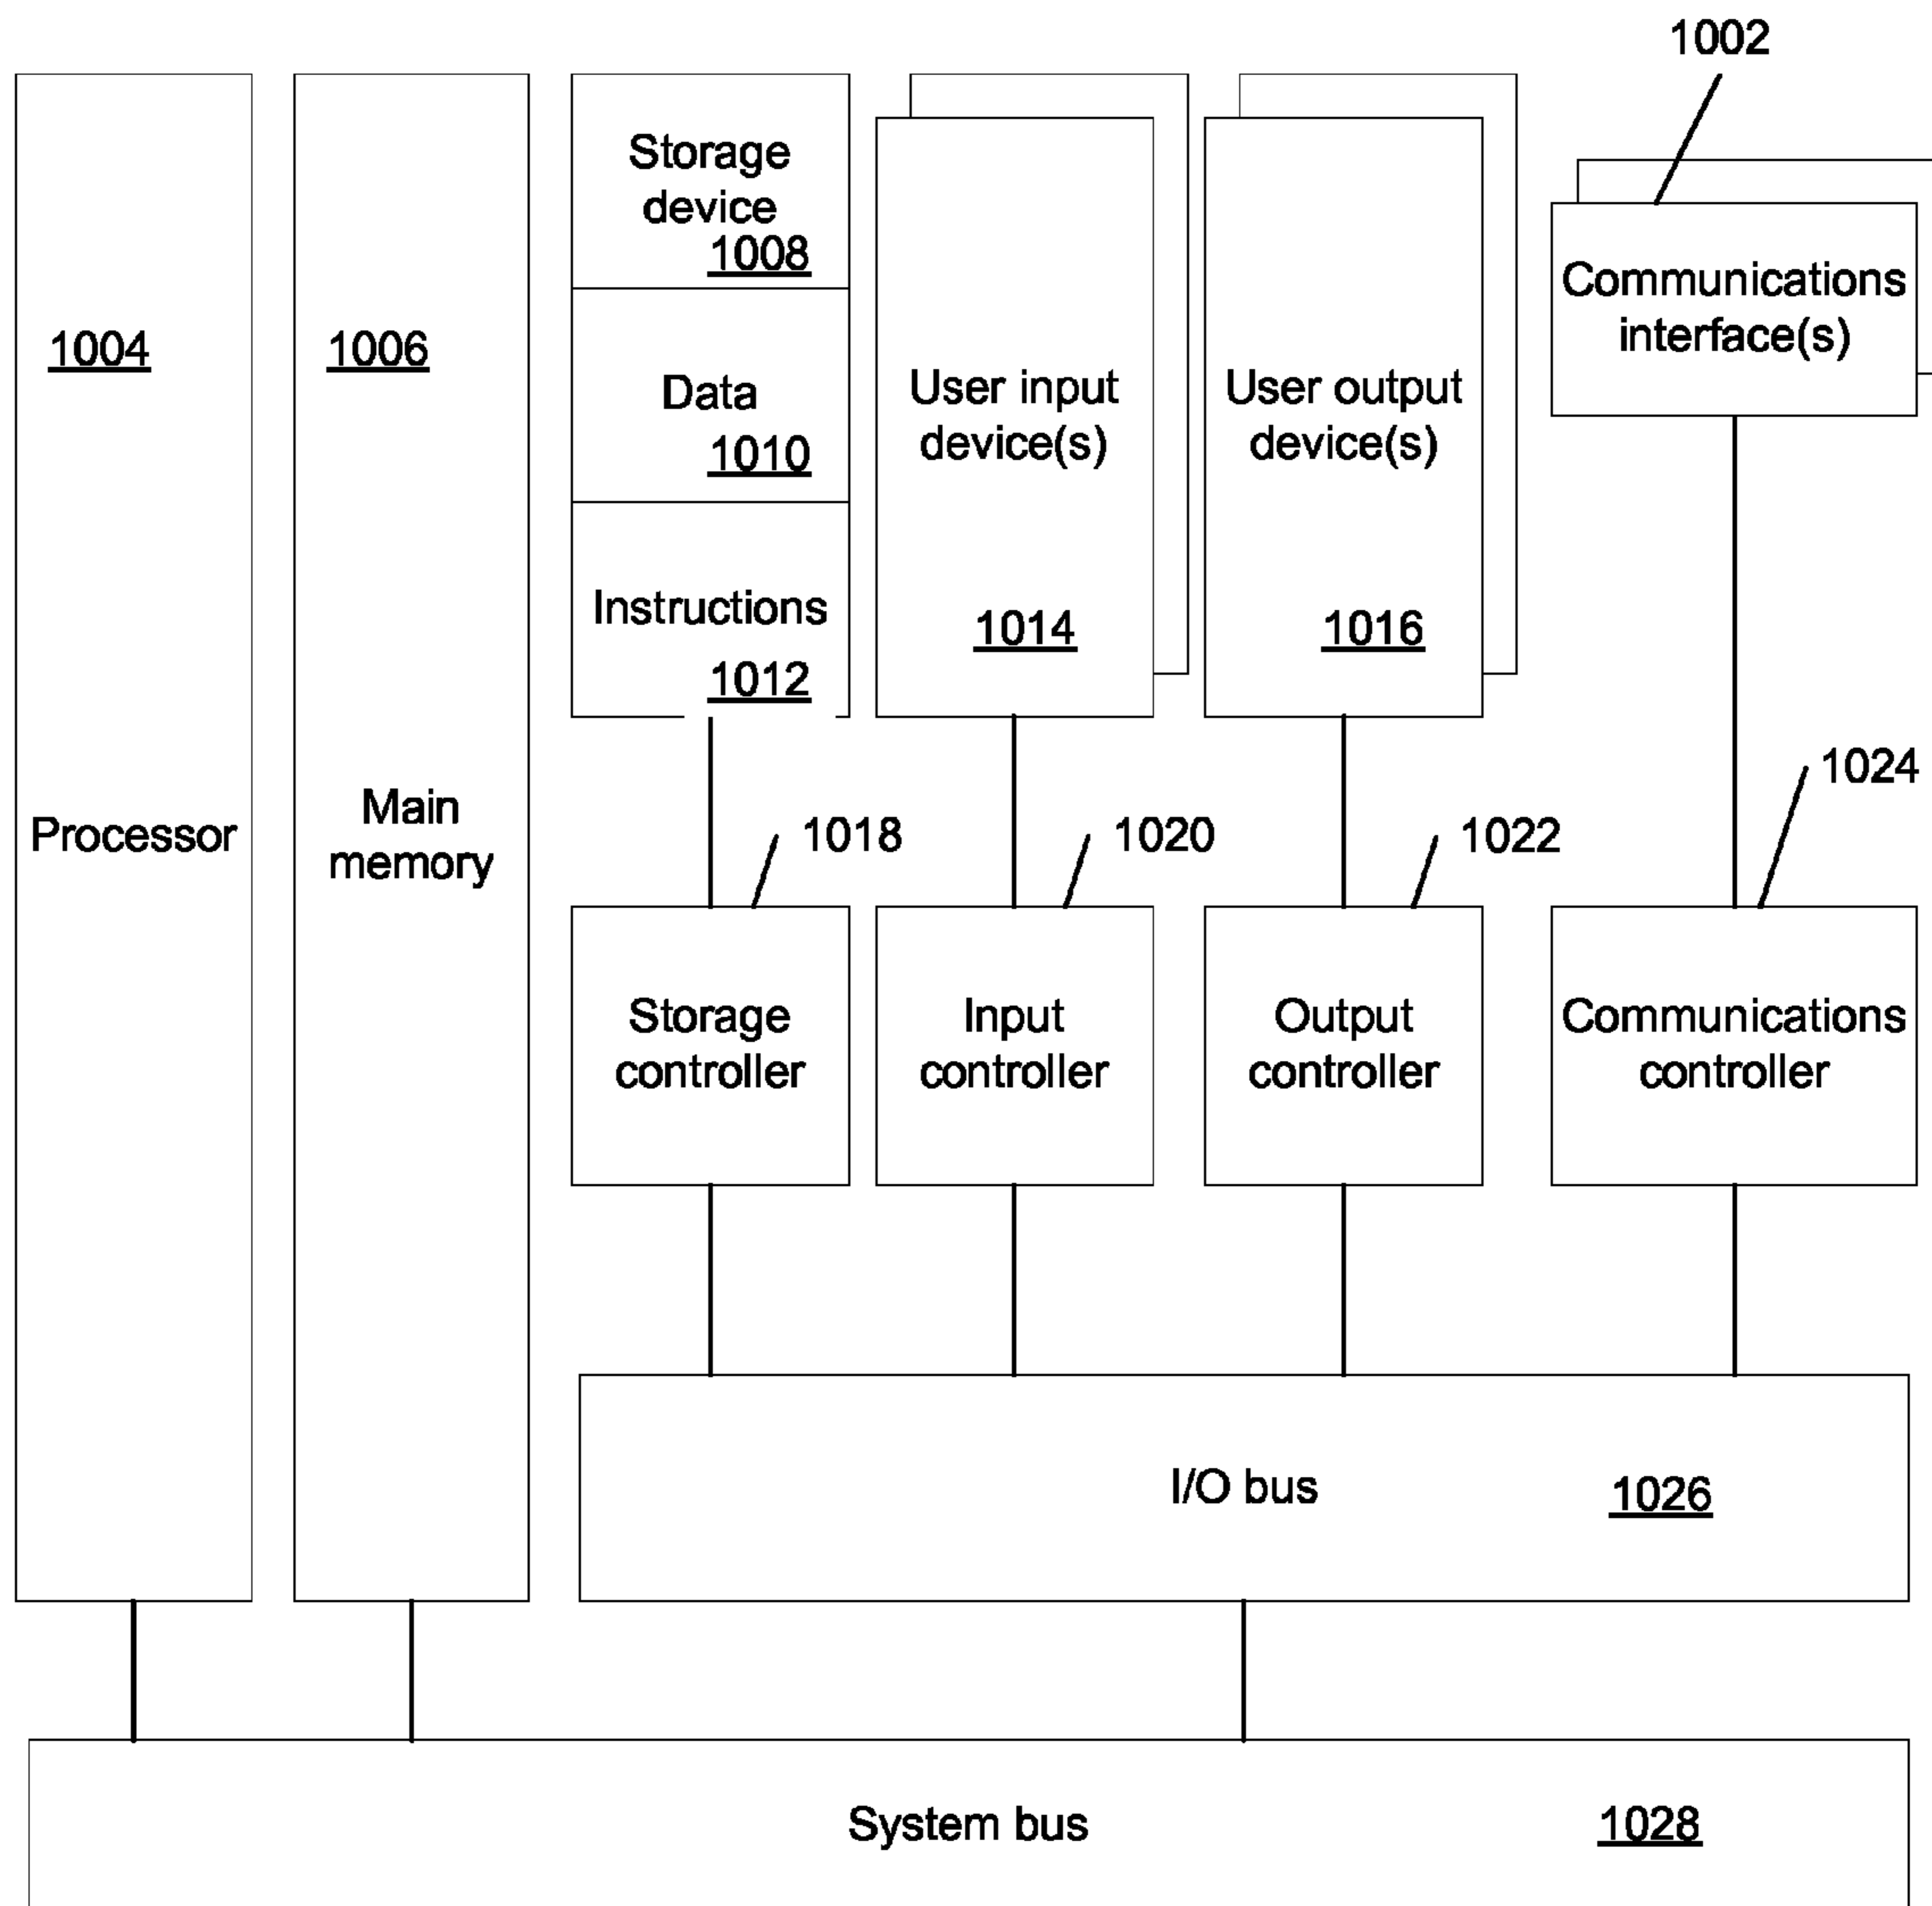 1002
Storage
device
1008
Communications
interface(s)
1004
1006
Data
1010
User input
device(s)
User output
device(s)
Instructions
1012
1014
1016
1024
Processor
Main
memory
1018
1020
1022
Storage
controller
Input
controller
Output
controller
Communications
controller
I/O bus
1026
System bus
1028